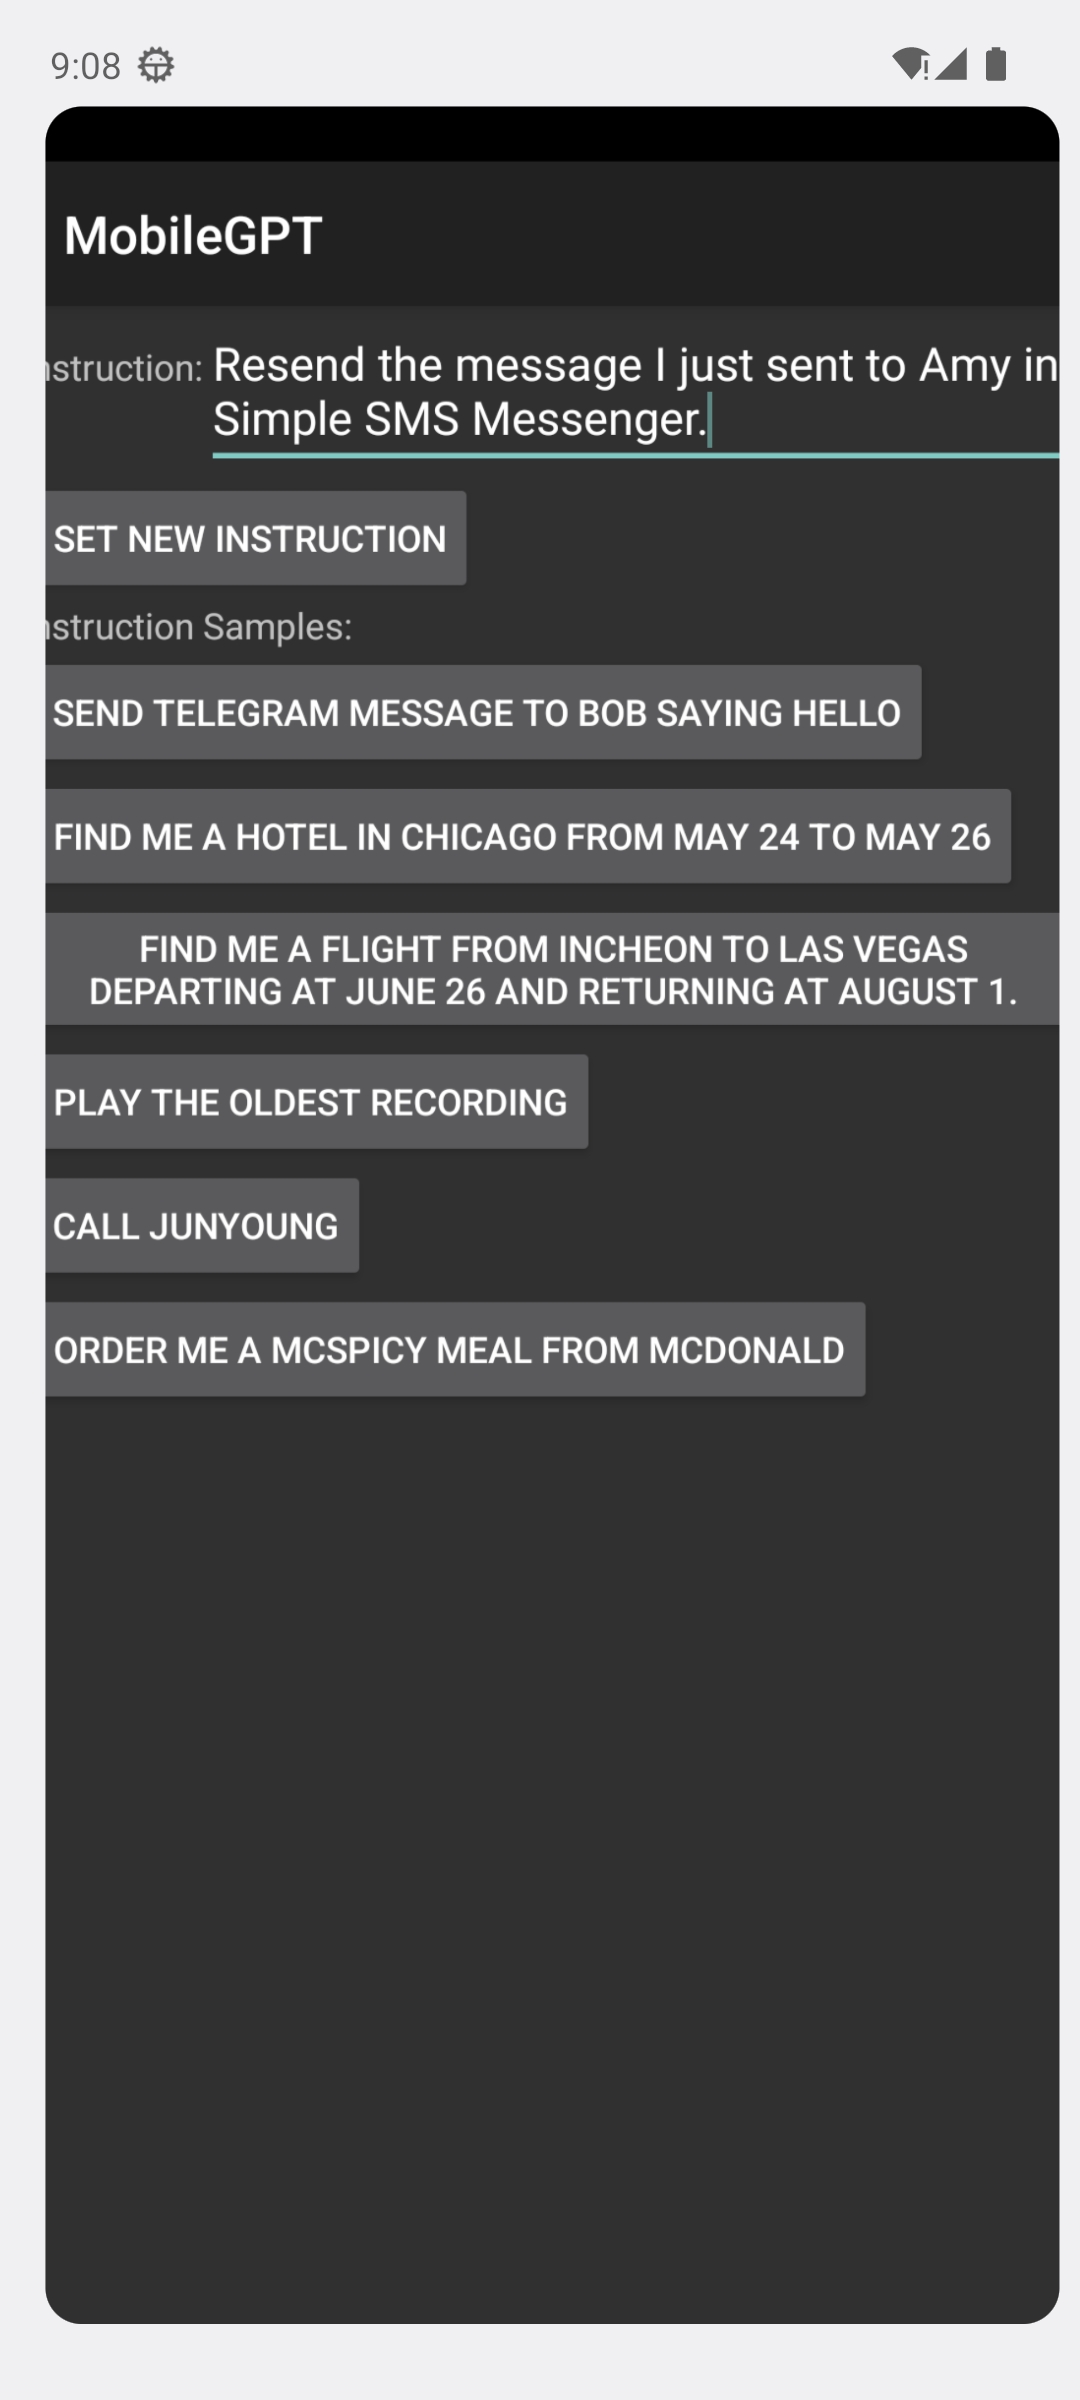 9:08
MobileGPT
nstruction: Resend the message I just sent to Amy in
Simple SMS Messenger.
SET NEW INSTRUCTION
nstruction Samples:
SEND TELEGRAM MESSAGE TO BOB SAYING HELLO
FIND ME A HOTEL IN CHICAGO FROM MAY 24 TO MAY 26
FIND ME A FLIGHT FROM INCHEON TO LAS VEGAS
DEPARTING AT JUNE 26 AND RETURNING AT AUGUST 1.
PLAY THE OLDEST RECORDING
CALL JUNYOUNG
ORDER ME A MCSPICY MEAL FROM MCDONALD